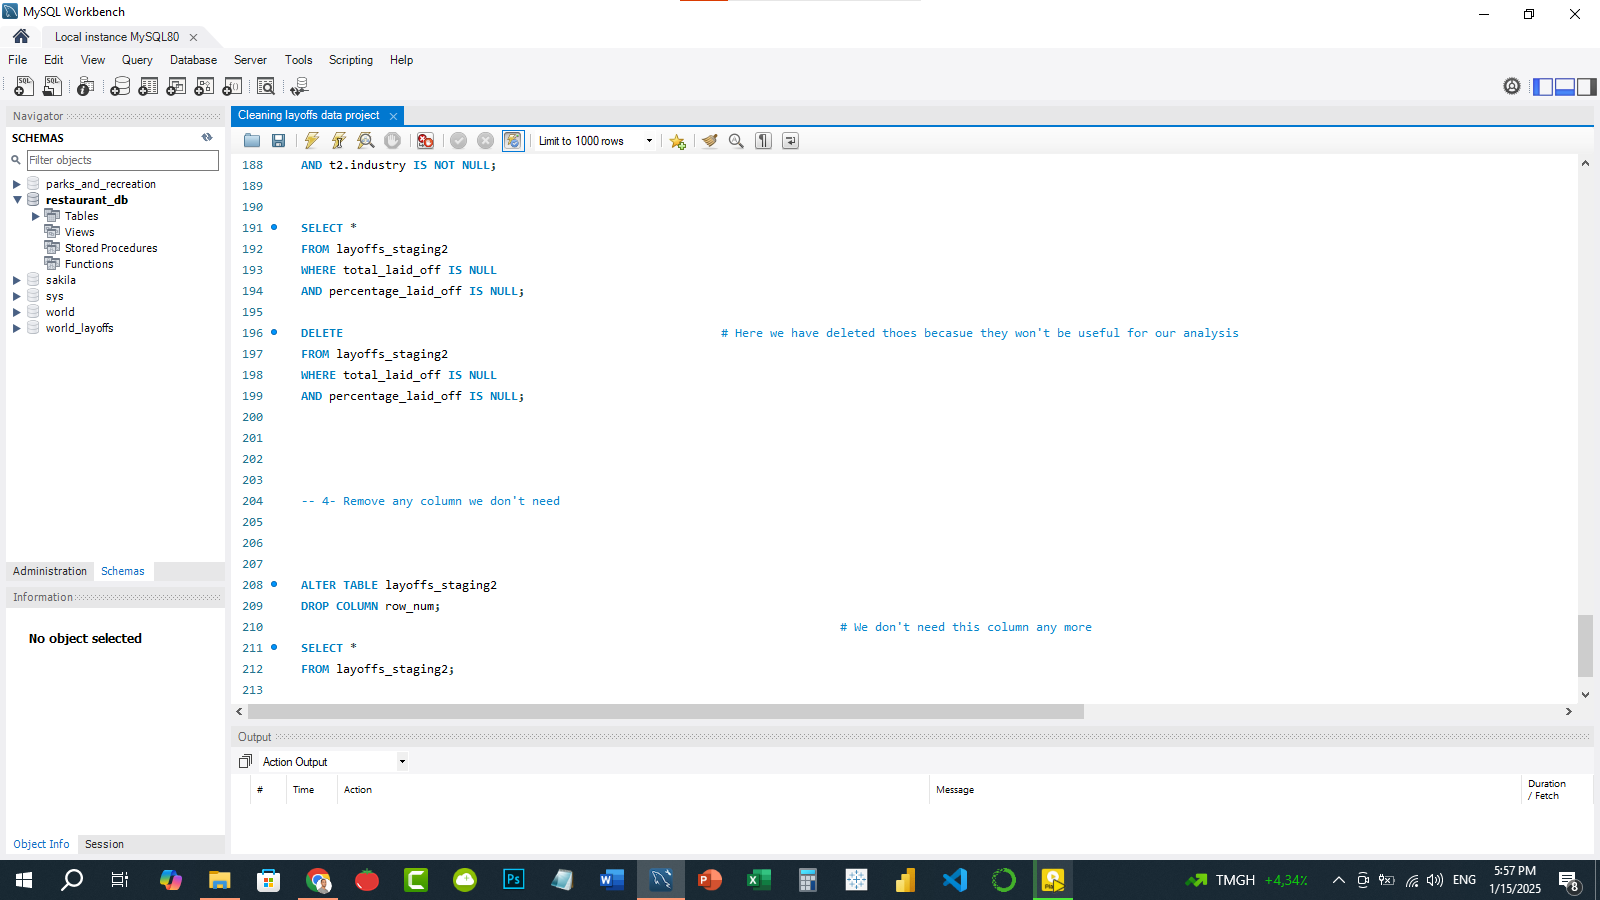 MySQL Workbench
Local instance MySQL80
File Edit View Query Database Server Tools Scripting Help
Navigator
SCHEMAS
Filter objects
parks_and_recreation
restaurant_db
Tables
Views
Stored Procedures
Functions
sakila
sys
world
world_layoffs
Administration Schemas
Information
No object selected
Object Info Session
Cleaning layoffs data project
Limit to 1000 rows
188 AND t2.industry IS NOT NULL;
189
190
191 SELECT *
192 FROM layoffs_staging2
193 WHERE total_laid_off IS NULL
194 AND percentage_laid_off IS NULL;
195
196 DELETE # Here we have deleted thoes becasue they won't be useful for our analysis
197 FROM layoffs_staging2
198 WHERE total_laid_off IS NULL
199 AND percentage_laid_off IS NULL;
200
201
202
203
204 -- 4- Remove any column we don't need
205
206
207
208 ALTER TABLE layoffs_staging2
209 DROP COLUMN row_num;
210 # We don't need this column any more
211 SELECT *
212 FROM layoffs_staging2;
213
Output
Action Output
# Time Action Message Duration / Fetch
TMGH +4,34% ENG 5:57 PM
1/15/2025
8